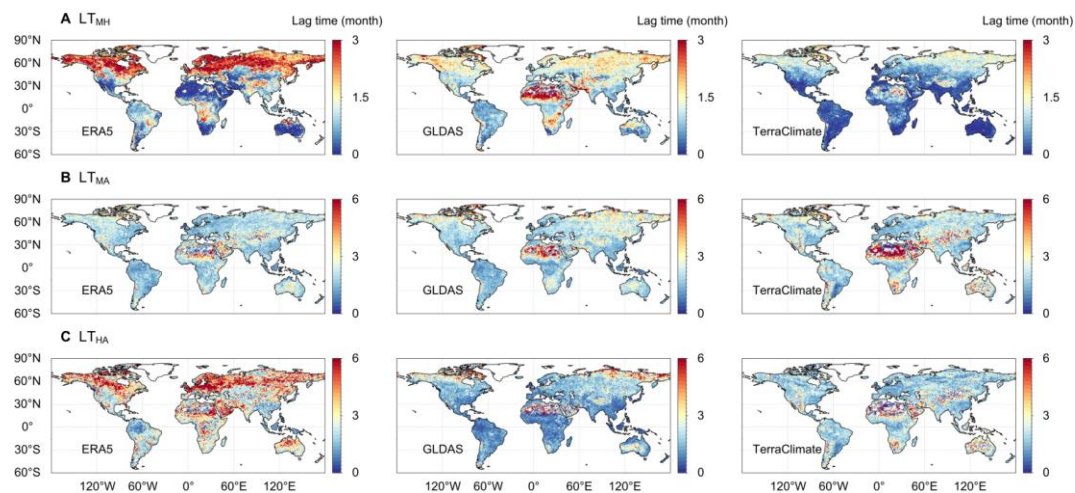 A LTMH Lag time (month) Lag time (month) Lag time (month)
90°N 3 3 3
60°N
30°N 1.5 1.5 1.5
0°
30°S ERA5 GLDAS TerraClimate
60°S 0 0 0
B LTMA
90°N 6 6 6
60°N
30°N 3 3 3
0°
30°S ERA5 GLDAS TerraClimate
60°S 0 0 0
C LTHA
90°N 6 6 6
60°N
30°N 3 3 3
0°
30°S ERA5 GLDAS TerraClimate
60°S 0 0 0
120°W 60°W 0° 60°E 120°E 120°W 60°W 0° 60°E 120°E 120°W 60°W 0° 60°E 120°E